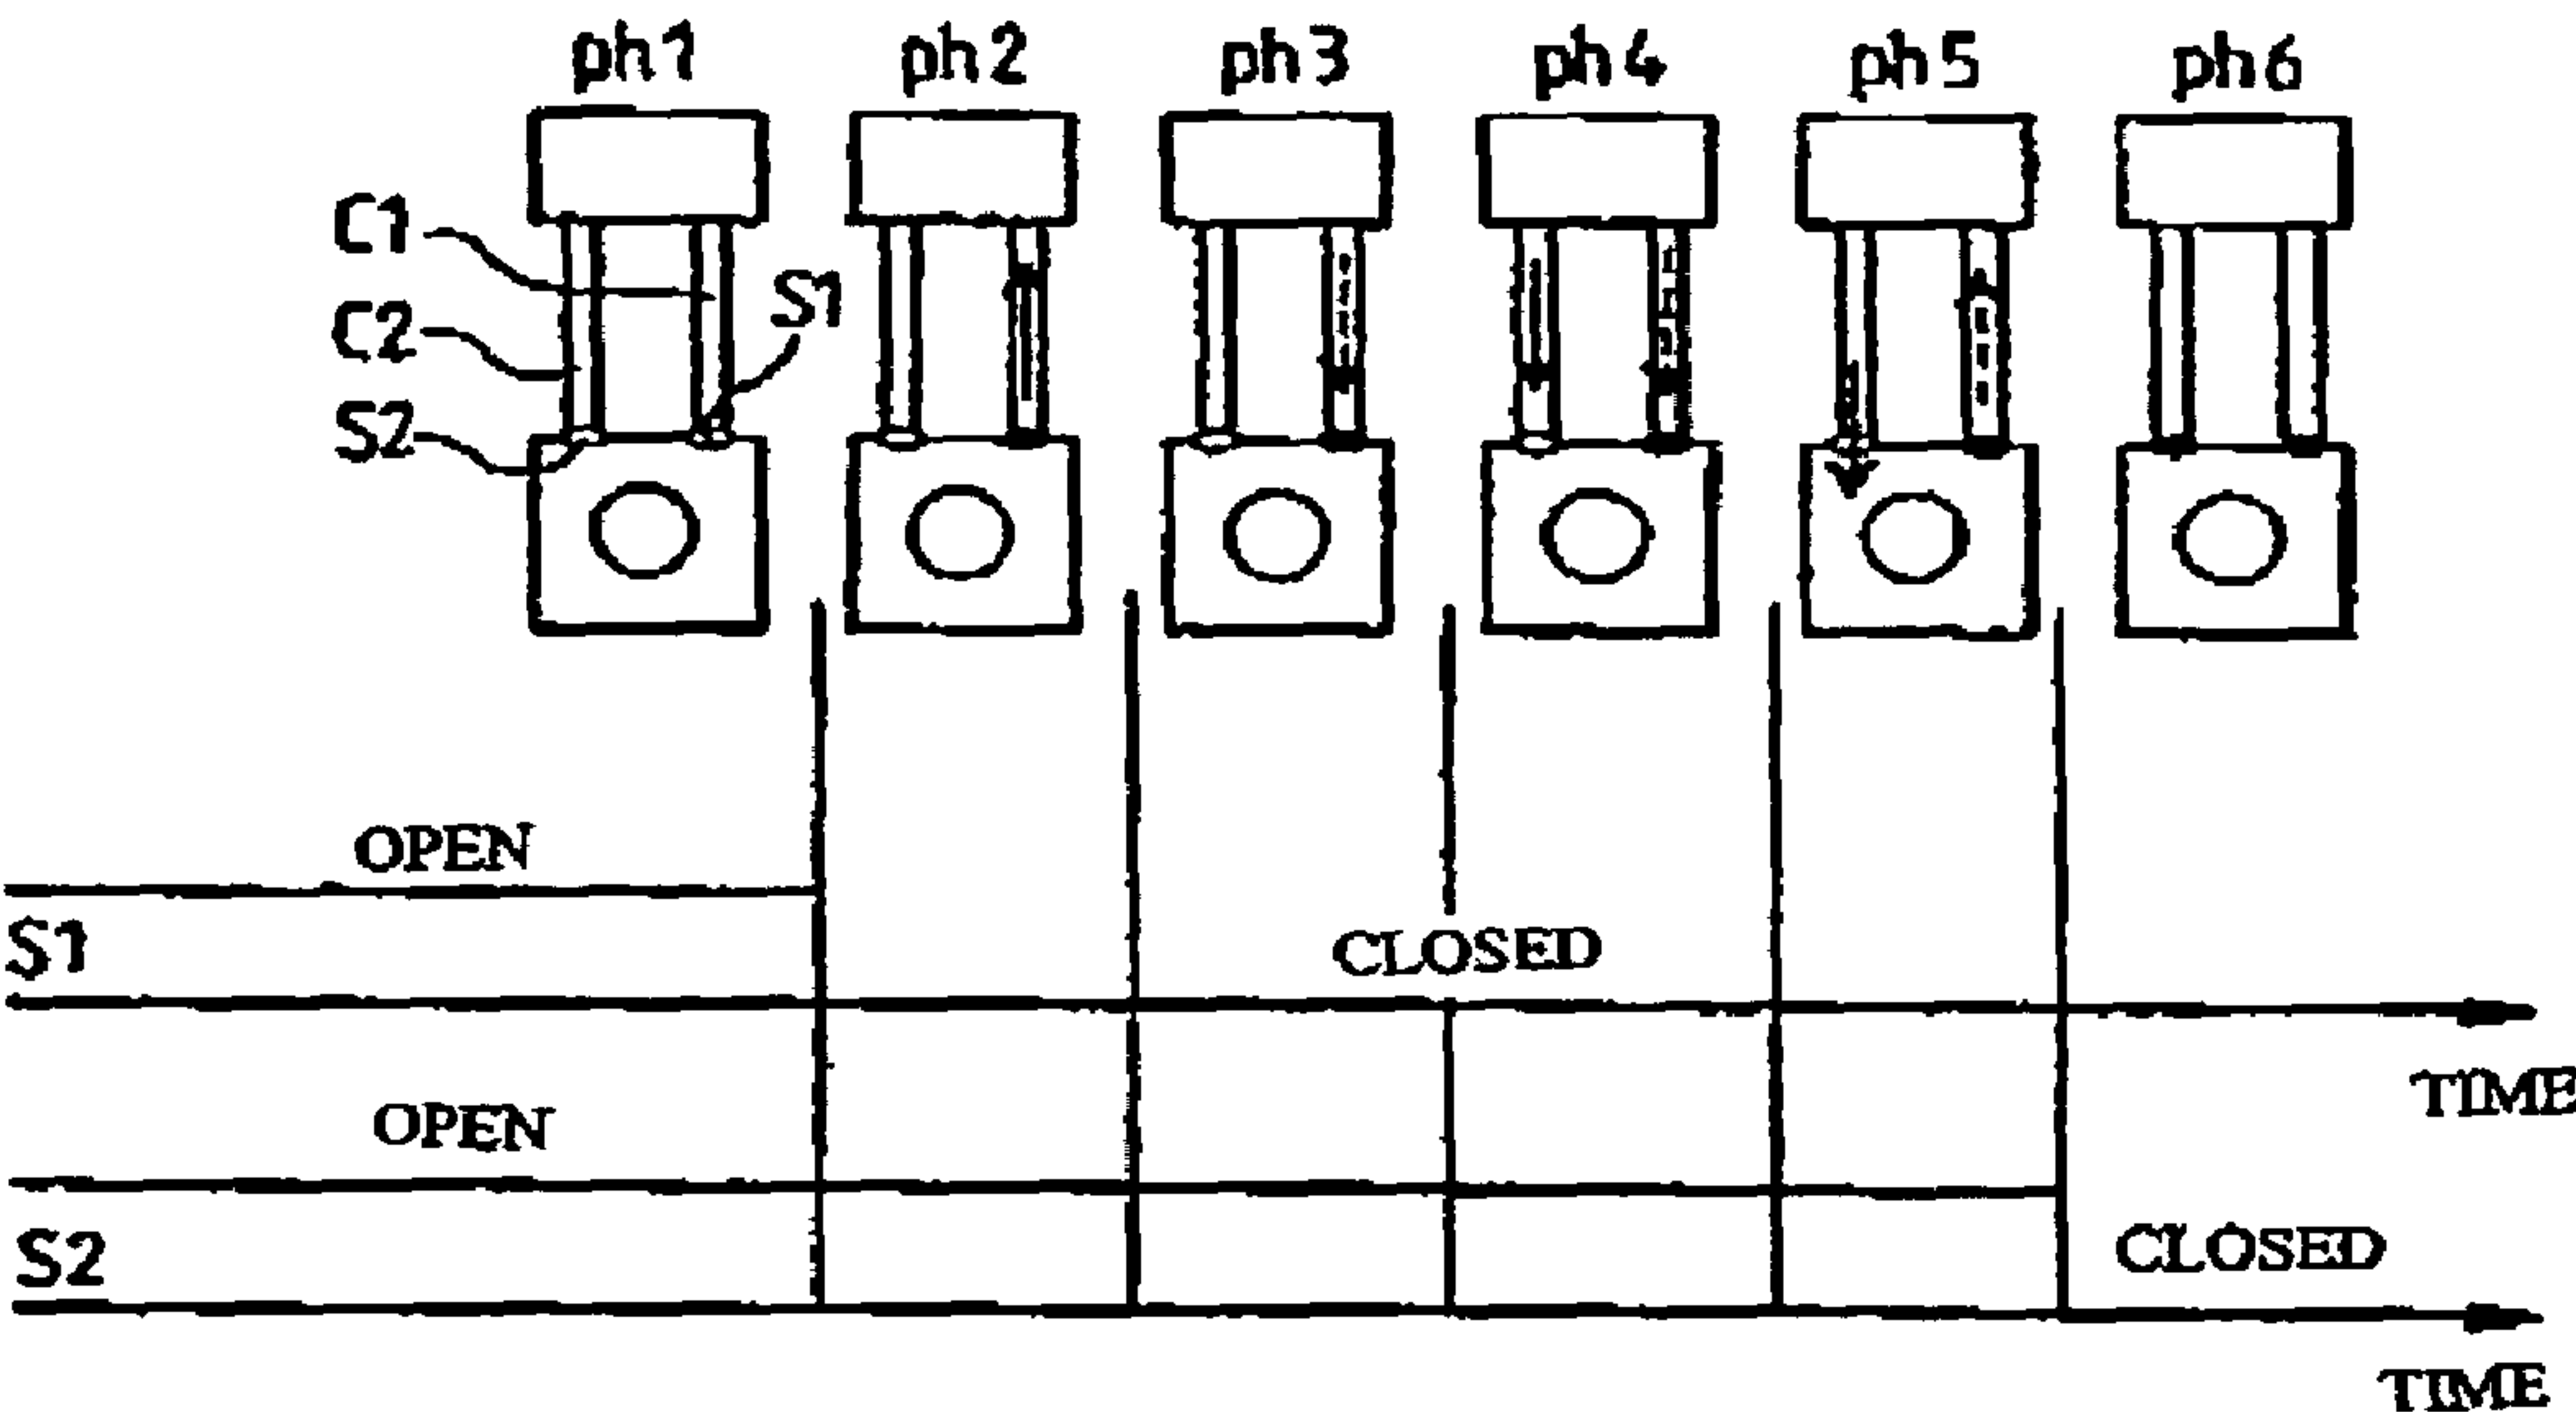 ph1 ph2 ph3 ph4 ph5 ph6
C1
S1
C2
S2
OPEN
S1
CLOSED
TIME
OPEN
S2
CLOSED
TIME